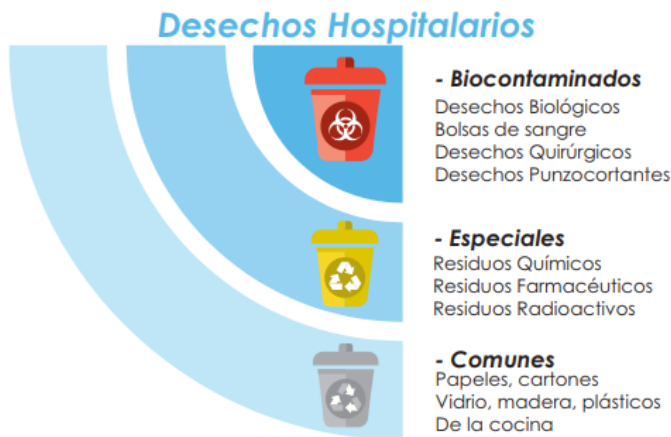 Desechos Hospitalarios
- Biocontaminados
Desechos Biológicos
Bolsas de sangre
Desechos Quirúrgicos
Desechos Punzocortantes
- Especiales
Residuos Químicos
Residuos Farmacéuticos
Residuos Radioactivos
- Comunes
Papeles, cartones
Vidrio, madera, plásticos
De la cocina